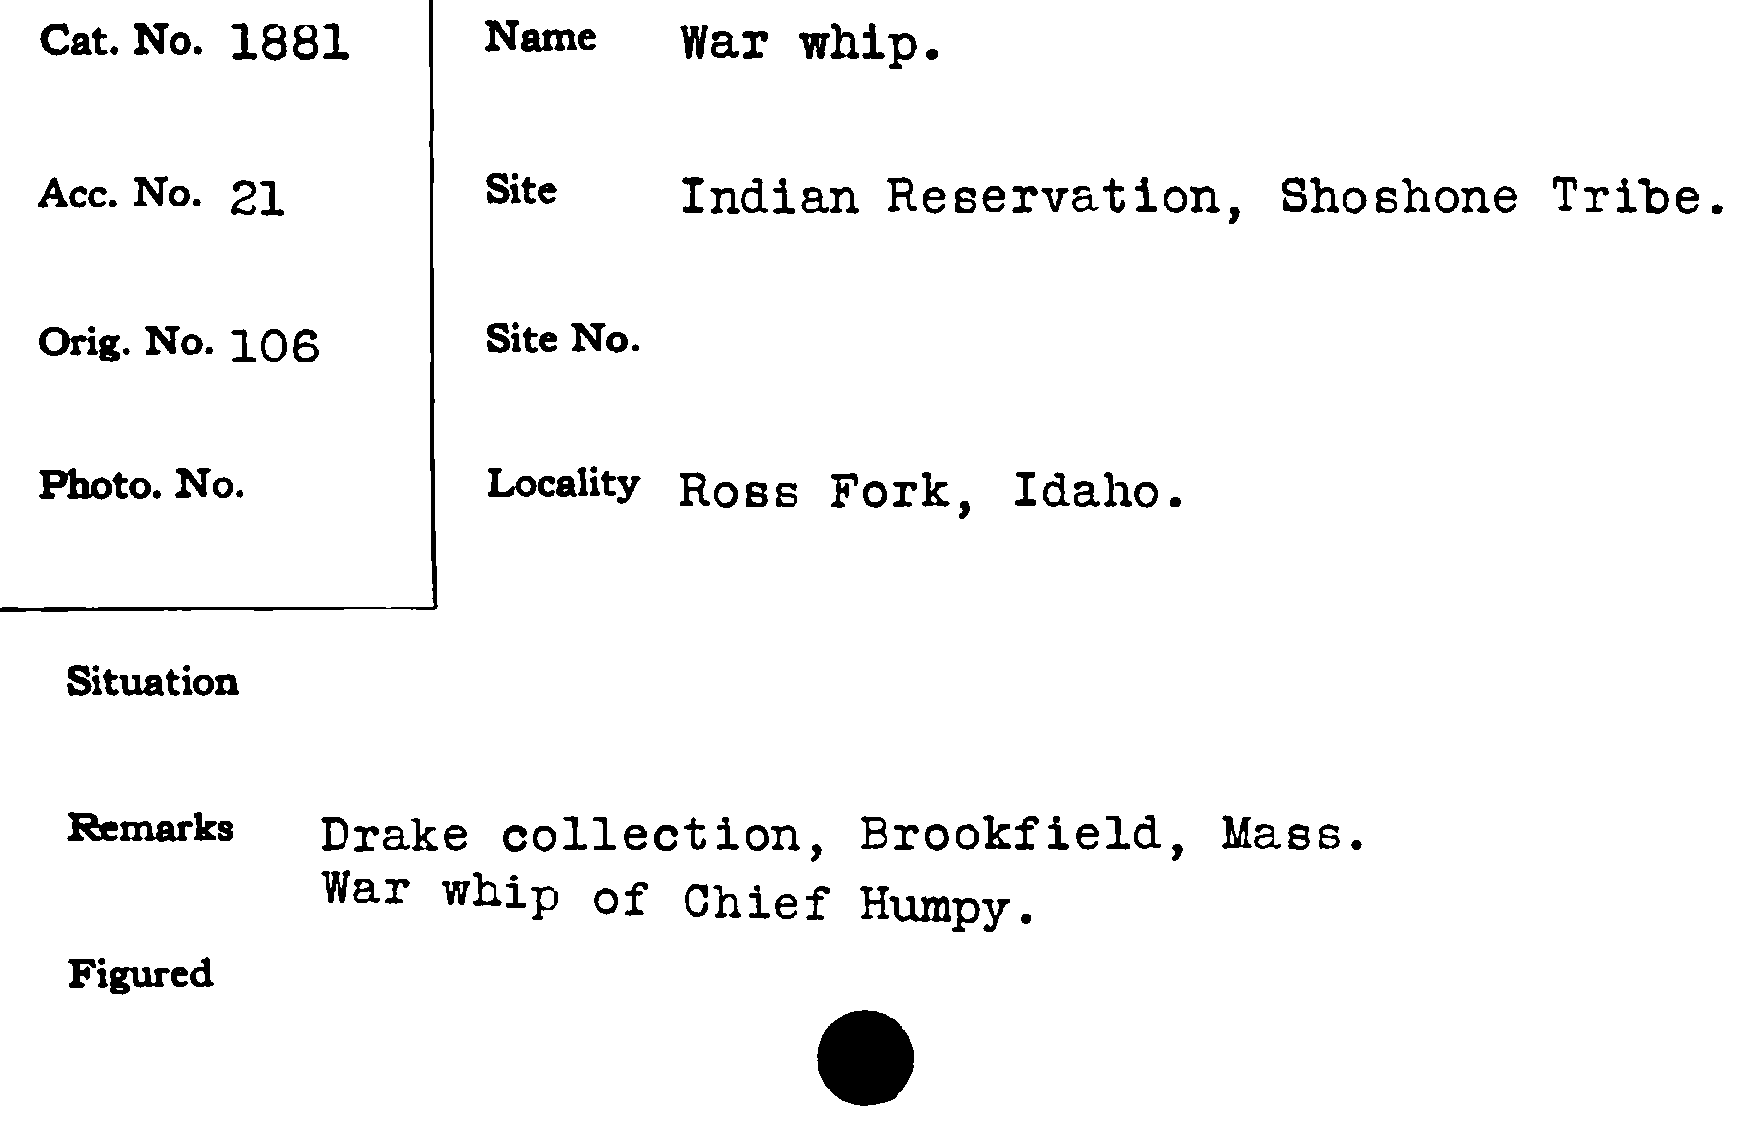 Cat. No. 1881
Name War whip.
Acc. No. 21
Site Indian Reservation, Shoshone Tribe.
Orig. No. 106
Site No.
Photo. No.
Locality Ross Fork, Idaho.
Situation
Remarks Drake collection, Brookfield, Mass.
War whip of Chief Humpy.
Figured